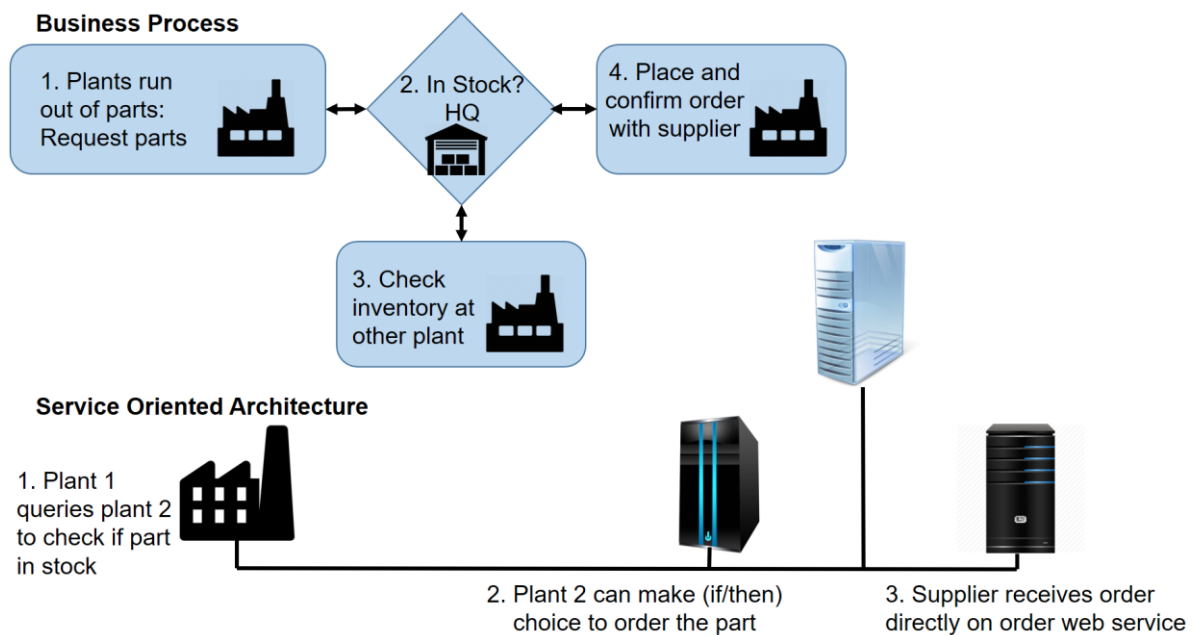 Business Process
1. Plants run
out of parts:
Request parts
2. In Stock?
HQ
4. Place and
confirm order
with supplier
3. Check
inventory at
other plant
Service Oriented Architecture
1. Plant 1
queries plant 2
to check if part
in stock
2. Plant 2 can make (if/then)
choice to order the part
3. Supplier receives order
directly on order web service